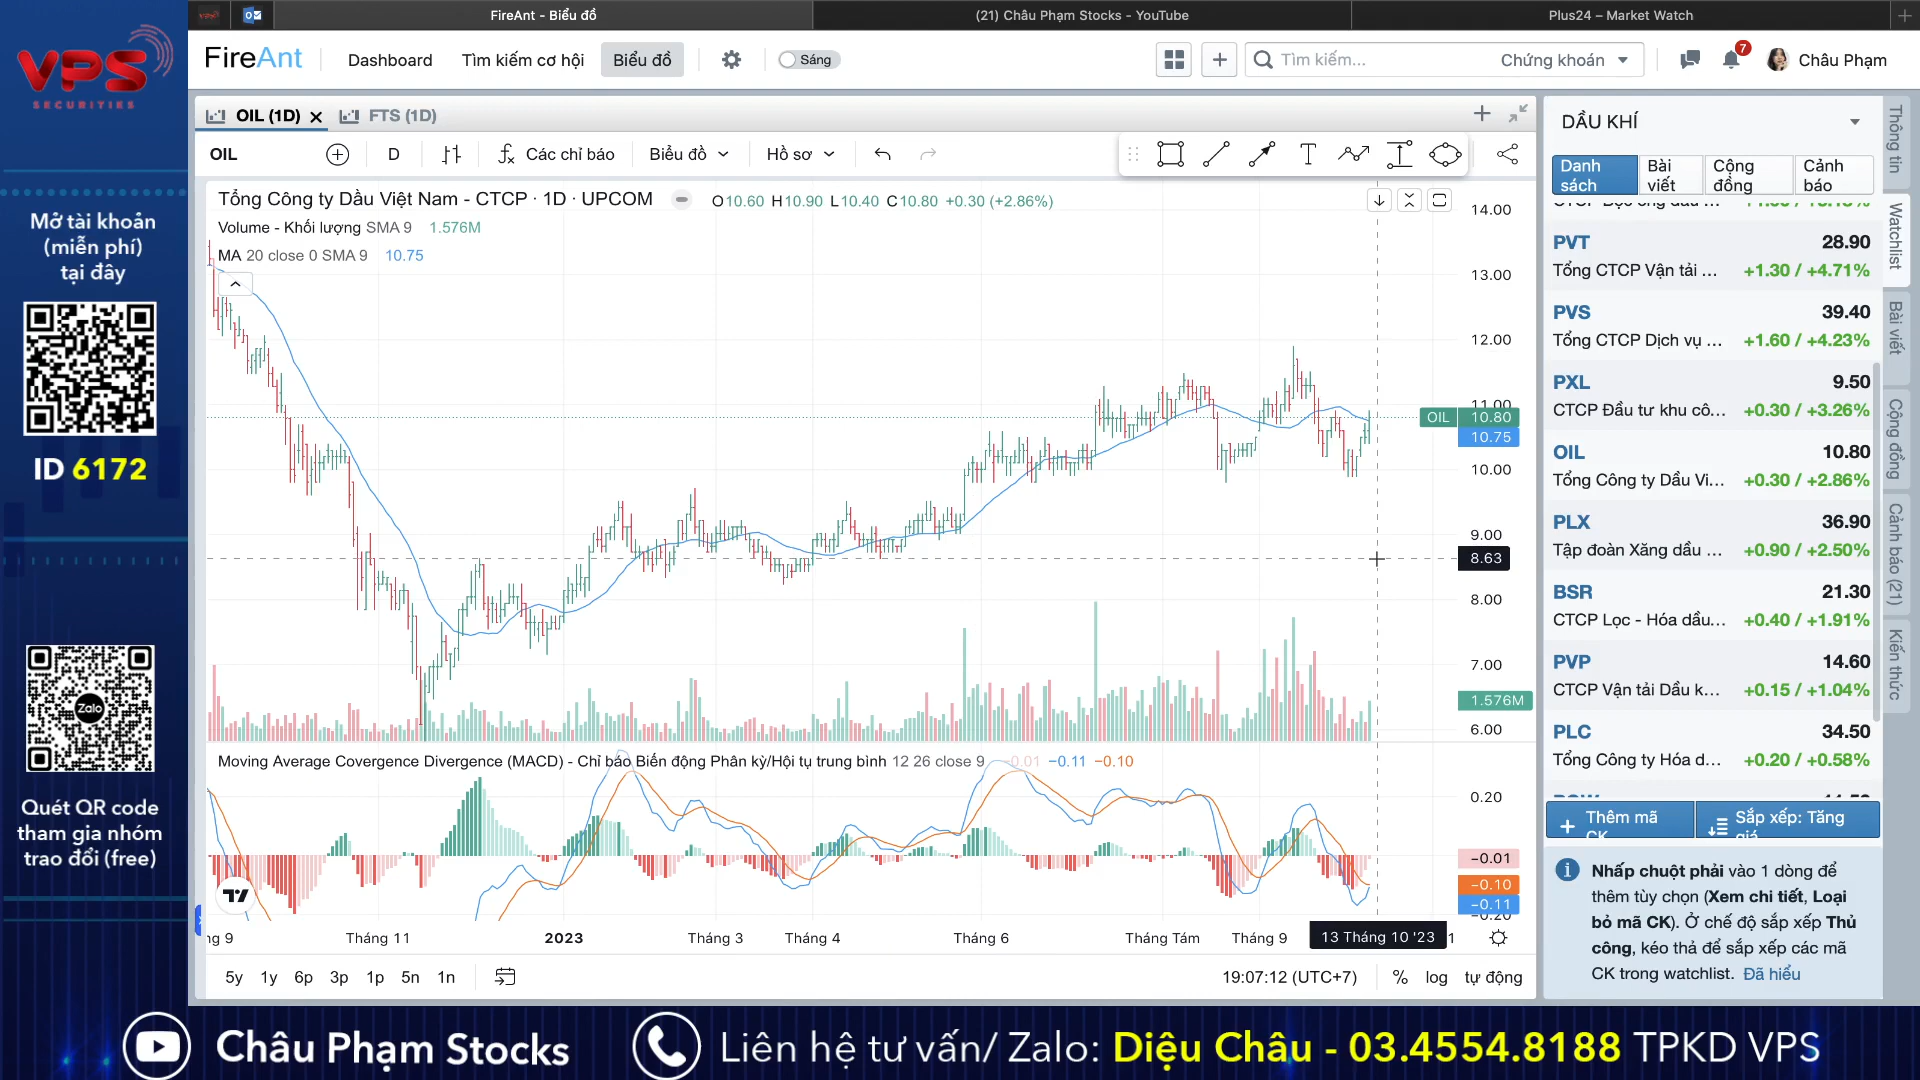 FireAnt - Biểu đồ
(21) Châu Phạm Stocks - YouTube
Plus24 – Market Watch
VPS
SECURITIES
Mở tài khoản
(miễn phí)
tại đây
ID 6172
Zalo
Quét QR code
tham gia nhóm
trao đổi (free)
FireAnt
Dashboard
Tìm kiếm cơ hội
Biểu đồ
Sáng
Tìm kiếm...
Chứng khoán
7
Châu Phạm
OIL (1D)
FTS (1D)
OIL
D
Các chỉ báo
Biểu đồ
Hồ sơ
Tổng Công ty Dầu Việt Nam - CTCP · 1D · UPCOM
O10.60 H10.90 L10.40 C10.80 +0.30 (+2.86%)
Volume - Khối lượng SMA 9 1.576M
MA 20 close 0 SMA 9 10.75
14.00
13.00
12.00
11.00
OIL 10.80
10.75
10.00
9.00
8.63
8.00
7.00
1.576M
6.00
Moving Average Covergence Divergence (MACD) - Chỉ báo Biến động Phân kỳ/Hội tụ trung bình 12 26 close 9 −0.01 −0.11 −0.10
0.20
−0.01
−0.10
−0.11
−0.20
ng 9
Tháng 11
2023
Tháng 3
Tháng 4
Tháng 6
Tháng Tám
Tháng 9
13 Tháng 10 '23
1
5y 1y 6p 3p 1p 5n 1n
19:07:12 (UTC+7)
% log tự động
DẦU KHÍ
Danh sách
Bài viết
Cộng đồng
Cảnh báo
PVT 28.90
Tổng CTCP Vận tải ... +1.30 / +4.71%
PVS 39.40
Tổng CTCP Dịch vụ ... +1.60 / +4.23%
PXL 9.50
CTCP Đầu tư khu cô... +0.30 / +3.26%
OIL 10.80
Tổng Công ty Dầu Vi... +0.30 / +2.86%
PLX 36.90
Tập đoàn Xăng dầu ... +0.90 / +2.50%
BSR 21.30
CTCP Lọc - Hóa dầu... +0.40 / +1.91%
PVP 14.60
CTCP Vận tải Dầu k... +0.15 / +1.04%
PLC 34.50
Tổng Công ty Hóa d... +0.20 / +0.58%
Thêm mã CK
Sắp xếp: Tăng giá
Nhấp chuột phải vào 1 dòng để
thêm tùy chọn (Xem chi tiết, Loại
bỏ mã CK). Ở chế độ sắp xếp Thủ
công, kéo thả để sắp xếp các mã
CK trong watchlist. Đã hiểu
Thông tin
Watchlist
Bài viết
Cộng đồng
Cảnh báo (21)
Kiến thức
Châu Phạm Stocks
Liên hệ tư vấn/ Zalo: Diệu Châu - 03.4554.8188 TPKD VPS